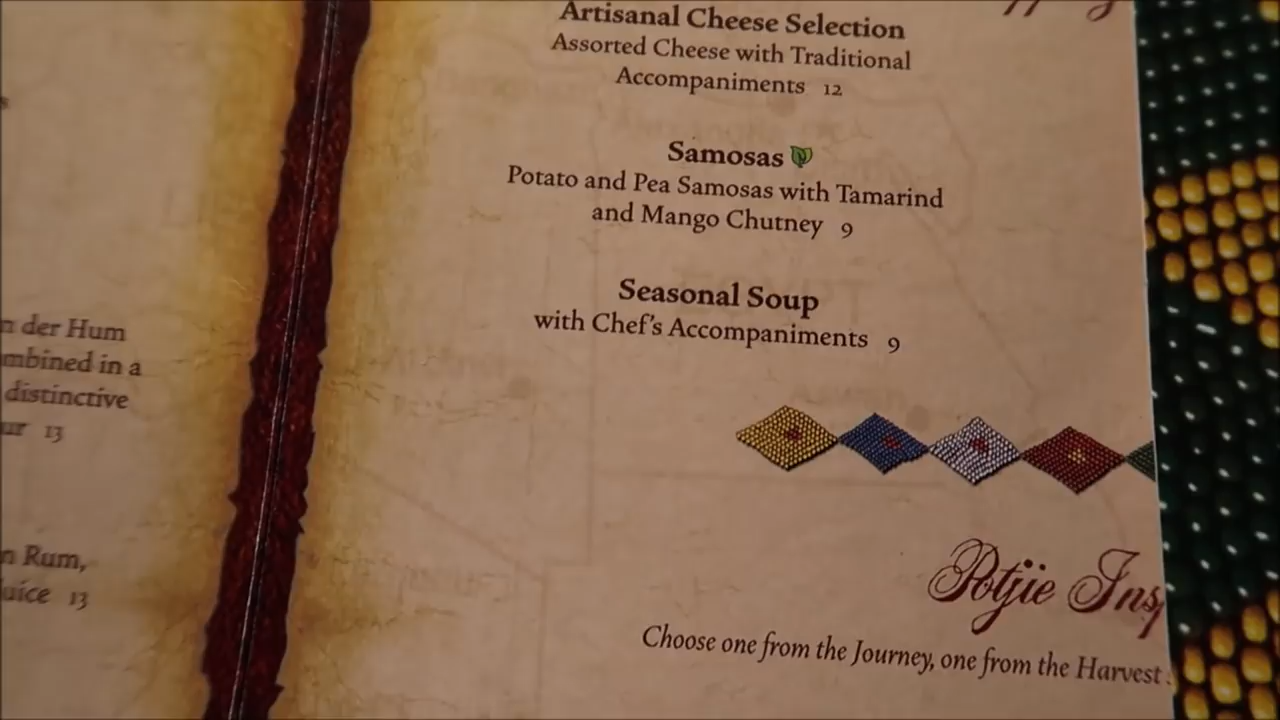 der Hum
in a
distinctive
13
Rum,
13
Artisanal Cheese Selection
Assorted Cheese with Traditional
Accompaniments 12
Samosas
Potato and Pea Samosas with Tamarind
and Mango Chutney 9
Seasonal Soup
with Chef's Accompaniments 9
Potjie
Choose one from the Journey, one from the Harvest